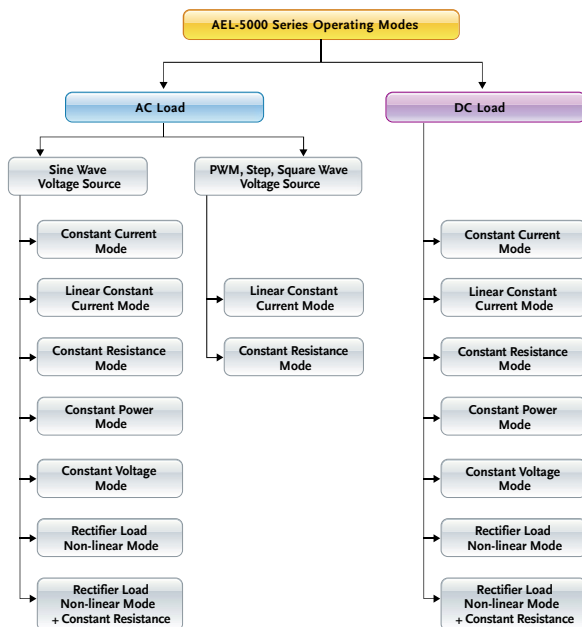 AEL-5000 Series Operating Modes
AC Load
DC Load
Sine Wave
Voltage Source
PWM, Step, Square Wave
Voltage Source
Constant Current
Mode
Linear Constant
Current Mode
Constant Resistance
Mode
Constant Power
Mode
Constant Voltage
Mode
Rectifier Load
Non-linear Mode
Rectifier Load
Non-linear Mode
+ Constant Resistance
Linear Constant
Current Mode
Constant Resistance
Mode
Constant Current
Mode
Linear Constant
Current Mode
Constant Resistance
Mode
Constant Power
Mode
Constant Voltage
Mode
Rectifier Load
Non-linear Mode
Rectifier Load
Non-linear Mode
+ Constant Resistance